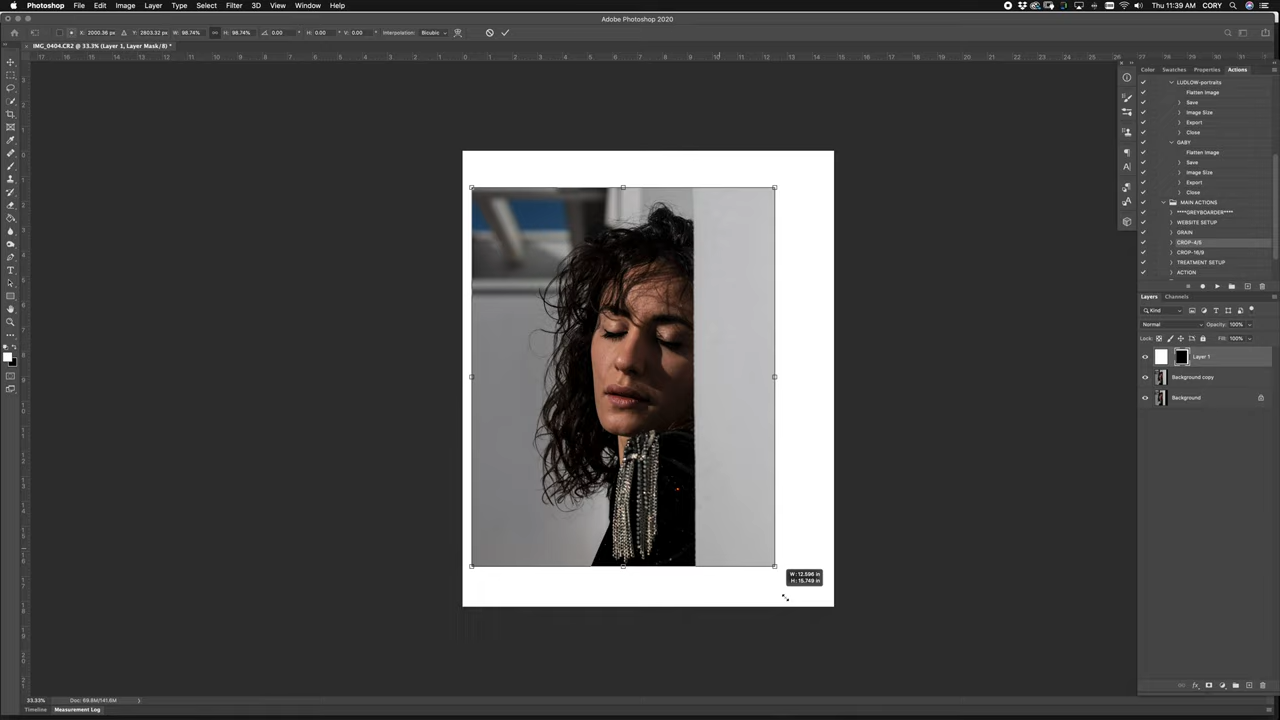 Photoshop File Edit Image Layer Type Select Filter 3D View Window Help Thu 11:39 AM CORY
Adobe Photoshop 2020
X: 2000.36 px Y: 2803.32 px W: 98.74% H: 98.74% 0.00 H: 0.00 V: 0.00 Interpolation: Bicubic
IMG_0404.CR2 @ 33.3% (Layer 1, Layer Mask/8) *
Color Swatches Properties Actions
LUDLOW-portraits
Flatten Image
Save
Image Size
Export
Close
GABY
Flatten Image
Save
Image Size
Export
Close
MAIN ACTIONS
****GREYBOARDER****
WEBSITE SETUP
GRAIN
CROP-4/5
CROP-16/9
TREATMENT SETUP
ACTION
Layers Channels
Kind
Normal Opacity: 100%
Lock: Fill: 100%
Layer 1
Background copy
Background
W: 12.596 in
H: 15.749 in
33.33% Doc: 69.8M/141.6M
Timeline Measurement Log